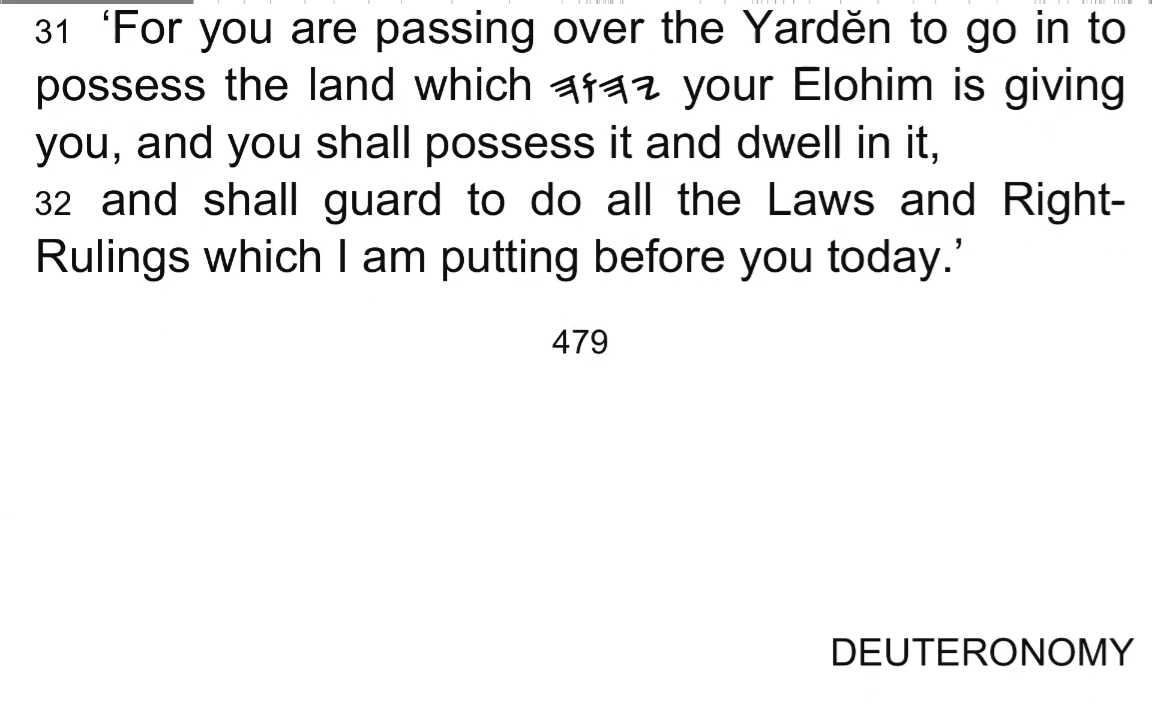 31 ‘For you are passing over the Yardĕn to go in to
possess the land which 𐤉𐤄𐤅𐤄 your Elohim is giving
you, and you shall possess it and dwell in it,
32 and shall guard to do all the Laws and Right-
Rulings which I am putting before you today.’
479
DEUTERONOMY